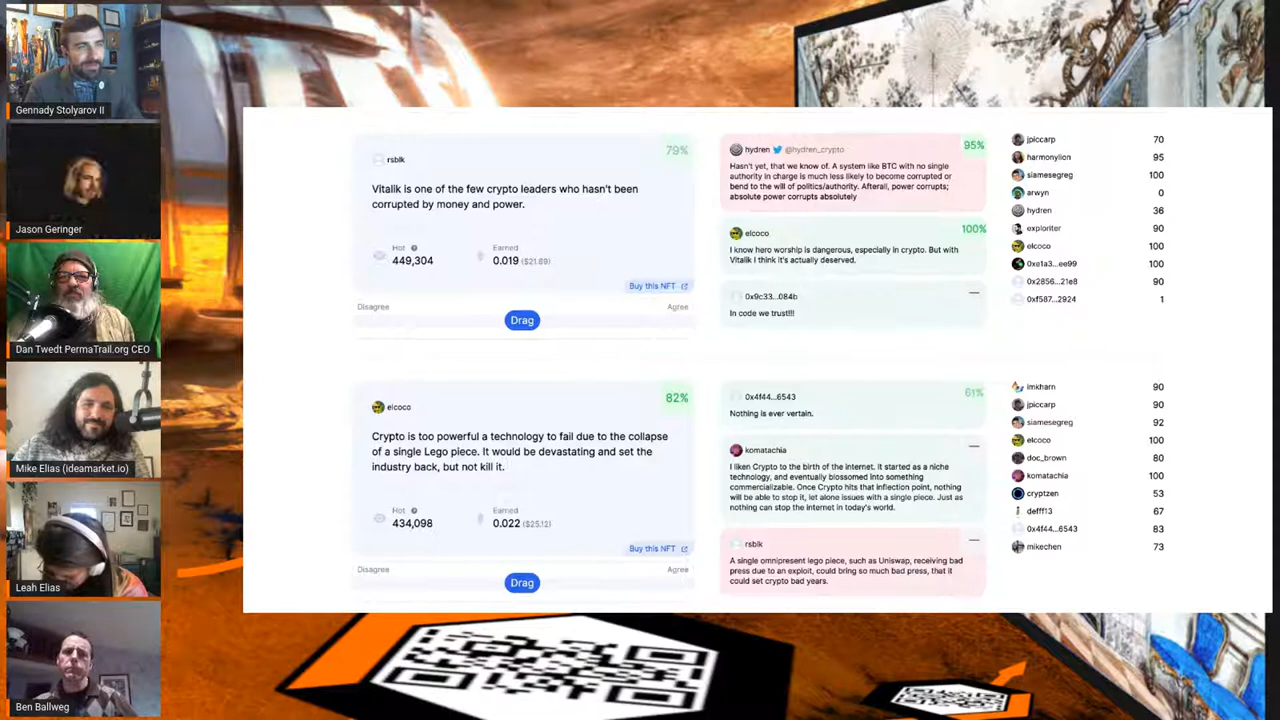 Gennady Stolyarov II
Jason Geringer
Dan Twedt PermaTrail.org CEO
Mike Elias (ideamarket.io)
Leah Elias
Ben Ballweg
rsblk
79%
Vitalik is one of the few crypto leaders who hasn't been
corrupted by money and power.
Hot
449,304
Earned
0.019 ($21.69)
Buy this NFT
Disagree
Agree
Drag
hydren @hydren_crypto
95%
Hasn't yet, that we know of. A system like BTC with no single
authority in charge is much less likely to become corrupted or
bend to the will of politics/authority. Afterall, power corrupts;
absolute power corrupts absolutely
elcoco
100%
I know hero worship is dangerous, especially in crypto. But with
Vitalik I think it's actually deserved.
0x9c33...084b
—
In code we trust!!!
jpiccarp 70
harmonylion 95
siamesegreg 100
arwyn 0
hydren 36
exploriter 90
elcoco 100
0xe1a3...ee99 100
0x2856...21e8 90
0xf587...2924 1
elcoco
82%
Crypto is too powerful a technology to fail due to the collapse
of a single Lego piece. It would be devastating and set the
industry back, but not kill it.
Hot
434,098
Earned
0.022 ($25.12)
Buy this NFT
Disagree
Agree
Drag
0x4f44...6543
61%
Nothing is ever vertain.
komatachia
—
I liken Crypto to the birth of the internet. It started as a niche
technology, and eventually blossomed into something
commercializable. Once Crypto hits that inflection point, nothing
will be able to stop it, let alone issues with a single piece. Just as
nothing can stop the internet in today's world.
rsblk
—
A single omnipresent lego piece, such as Uniswap, receiving bad
press due to an exploit, could bring so much bad press, that it
could set crypto bad years.
imkharn 90
jpiccarp 90
siamesegreg 92
elcoco 100
doc_brown 80
komatachia 100
cryptzen 53
defff13 67
0x4f44...6543 83
mikechen 73